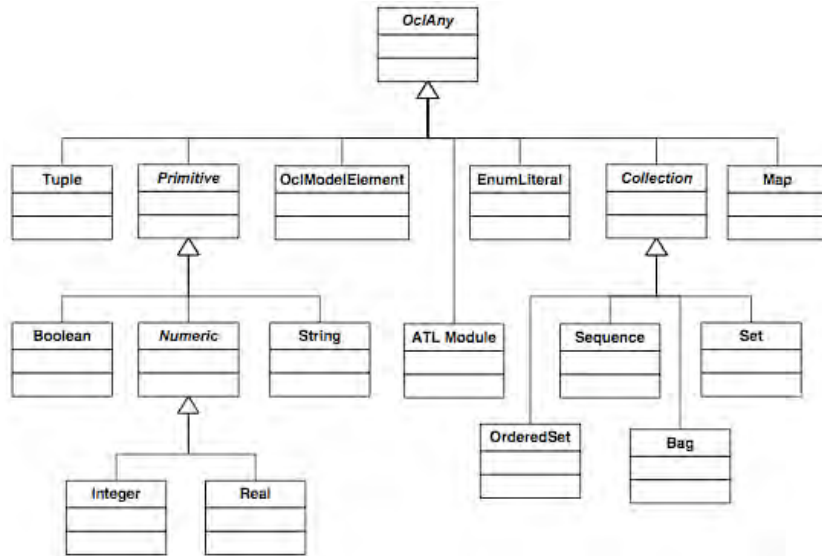 OclAny
Tuple
Primitive
OclModelElement
EnumLiteral
Collection
Map
Boolean
Numeric
String
ATL Module
Sequence
Set
OrderedSet
Bag
Integer
Real